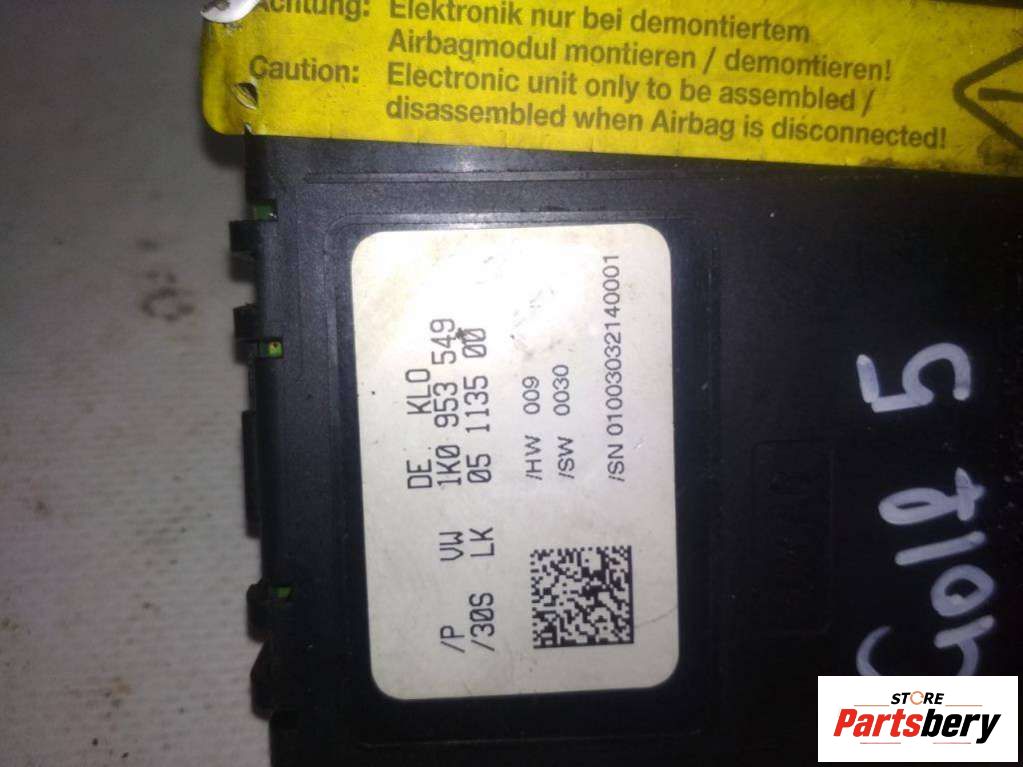 Achtung: Elektronik nur bei demontiertem
Airbagmodul montieren / demontieren!
Caution: Electronic unit only to be assembled /
disassembled when Airbag is disconnected!
/P DE KLO
/30S VW 1K0 953 549
LK 05 1135 00
/HW 009
/SW 0030
/SN 01003032140001
Golf 5
STORE
Partsbery